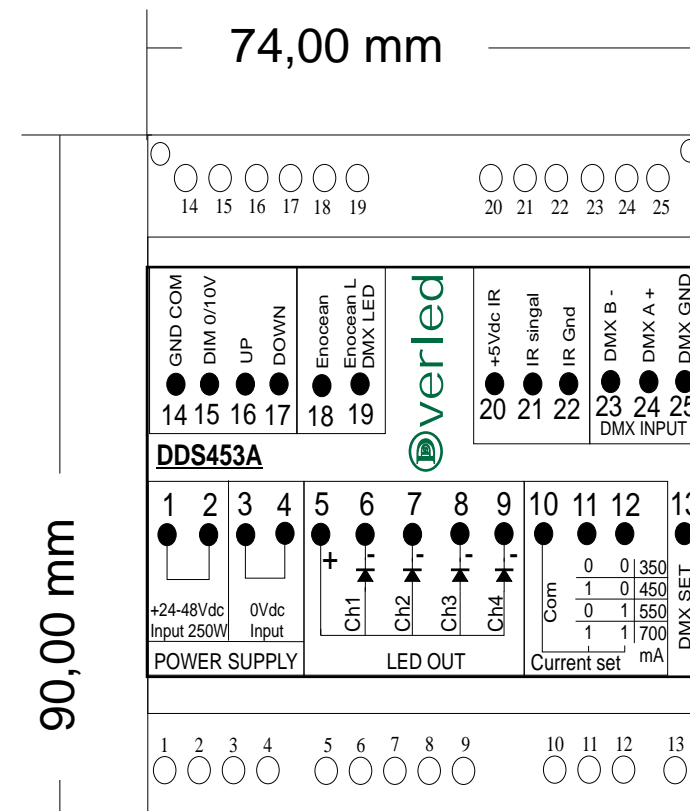 74,00 mm
90,00 mm
14 15 16 17 18 19
20 21 22 23 24 25
GND COM
DIM 0/10V
UP
DOWN
Enocean
Enocean L
DMX LED
Overled
+5Vdc IR
IR singal
IR Gnd
DMX B -
DMX A +
DMX GND
14 15 16 17 18 19
20 21 22 23 24 25
DMX INPUT
DDS453A
1 2 3 4 5 6 7 8 9 10 11 12 13
+ - - - -
Ch1
Ch2
Ch3
Ch4
Com
0 0 350
1 0 450
0 1 550
1 1 700
mA
DMX SET
+24-48Vdc
Input 250W
0Vdc
Input
POWER SUPPLY
LED OUT
Current set
1 2 3 4 5 6 7 8 9 10 11 12 13